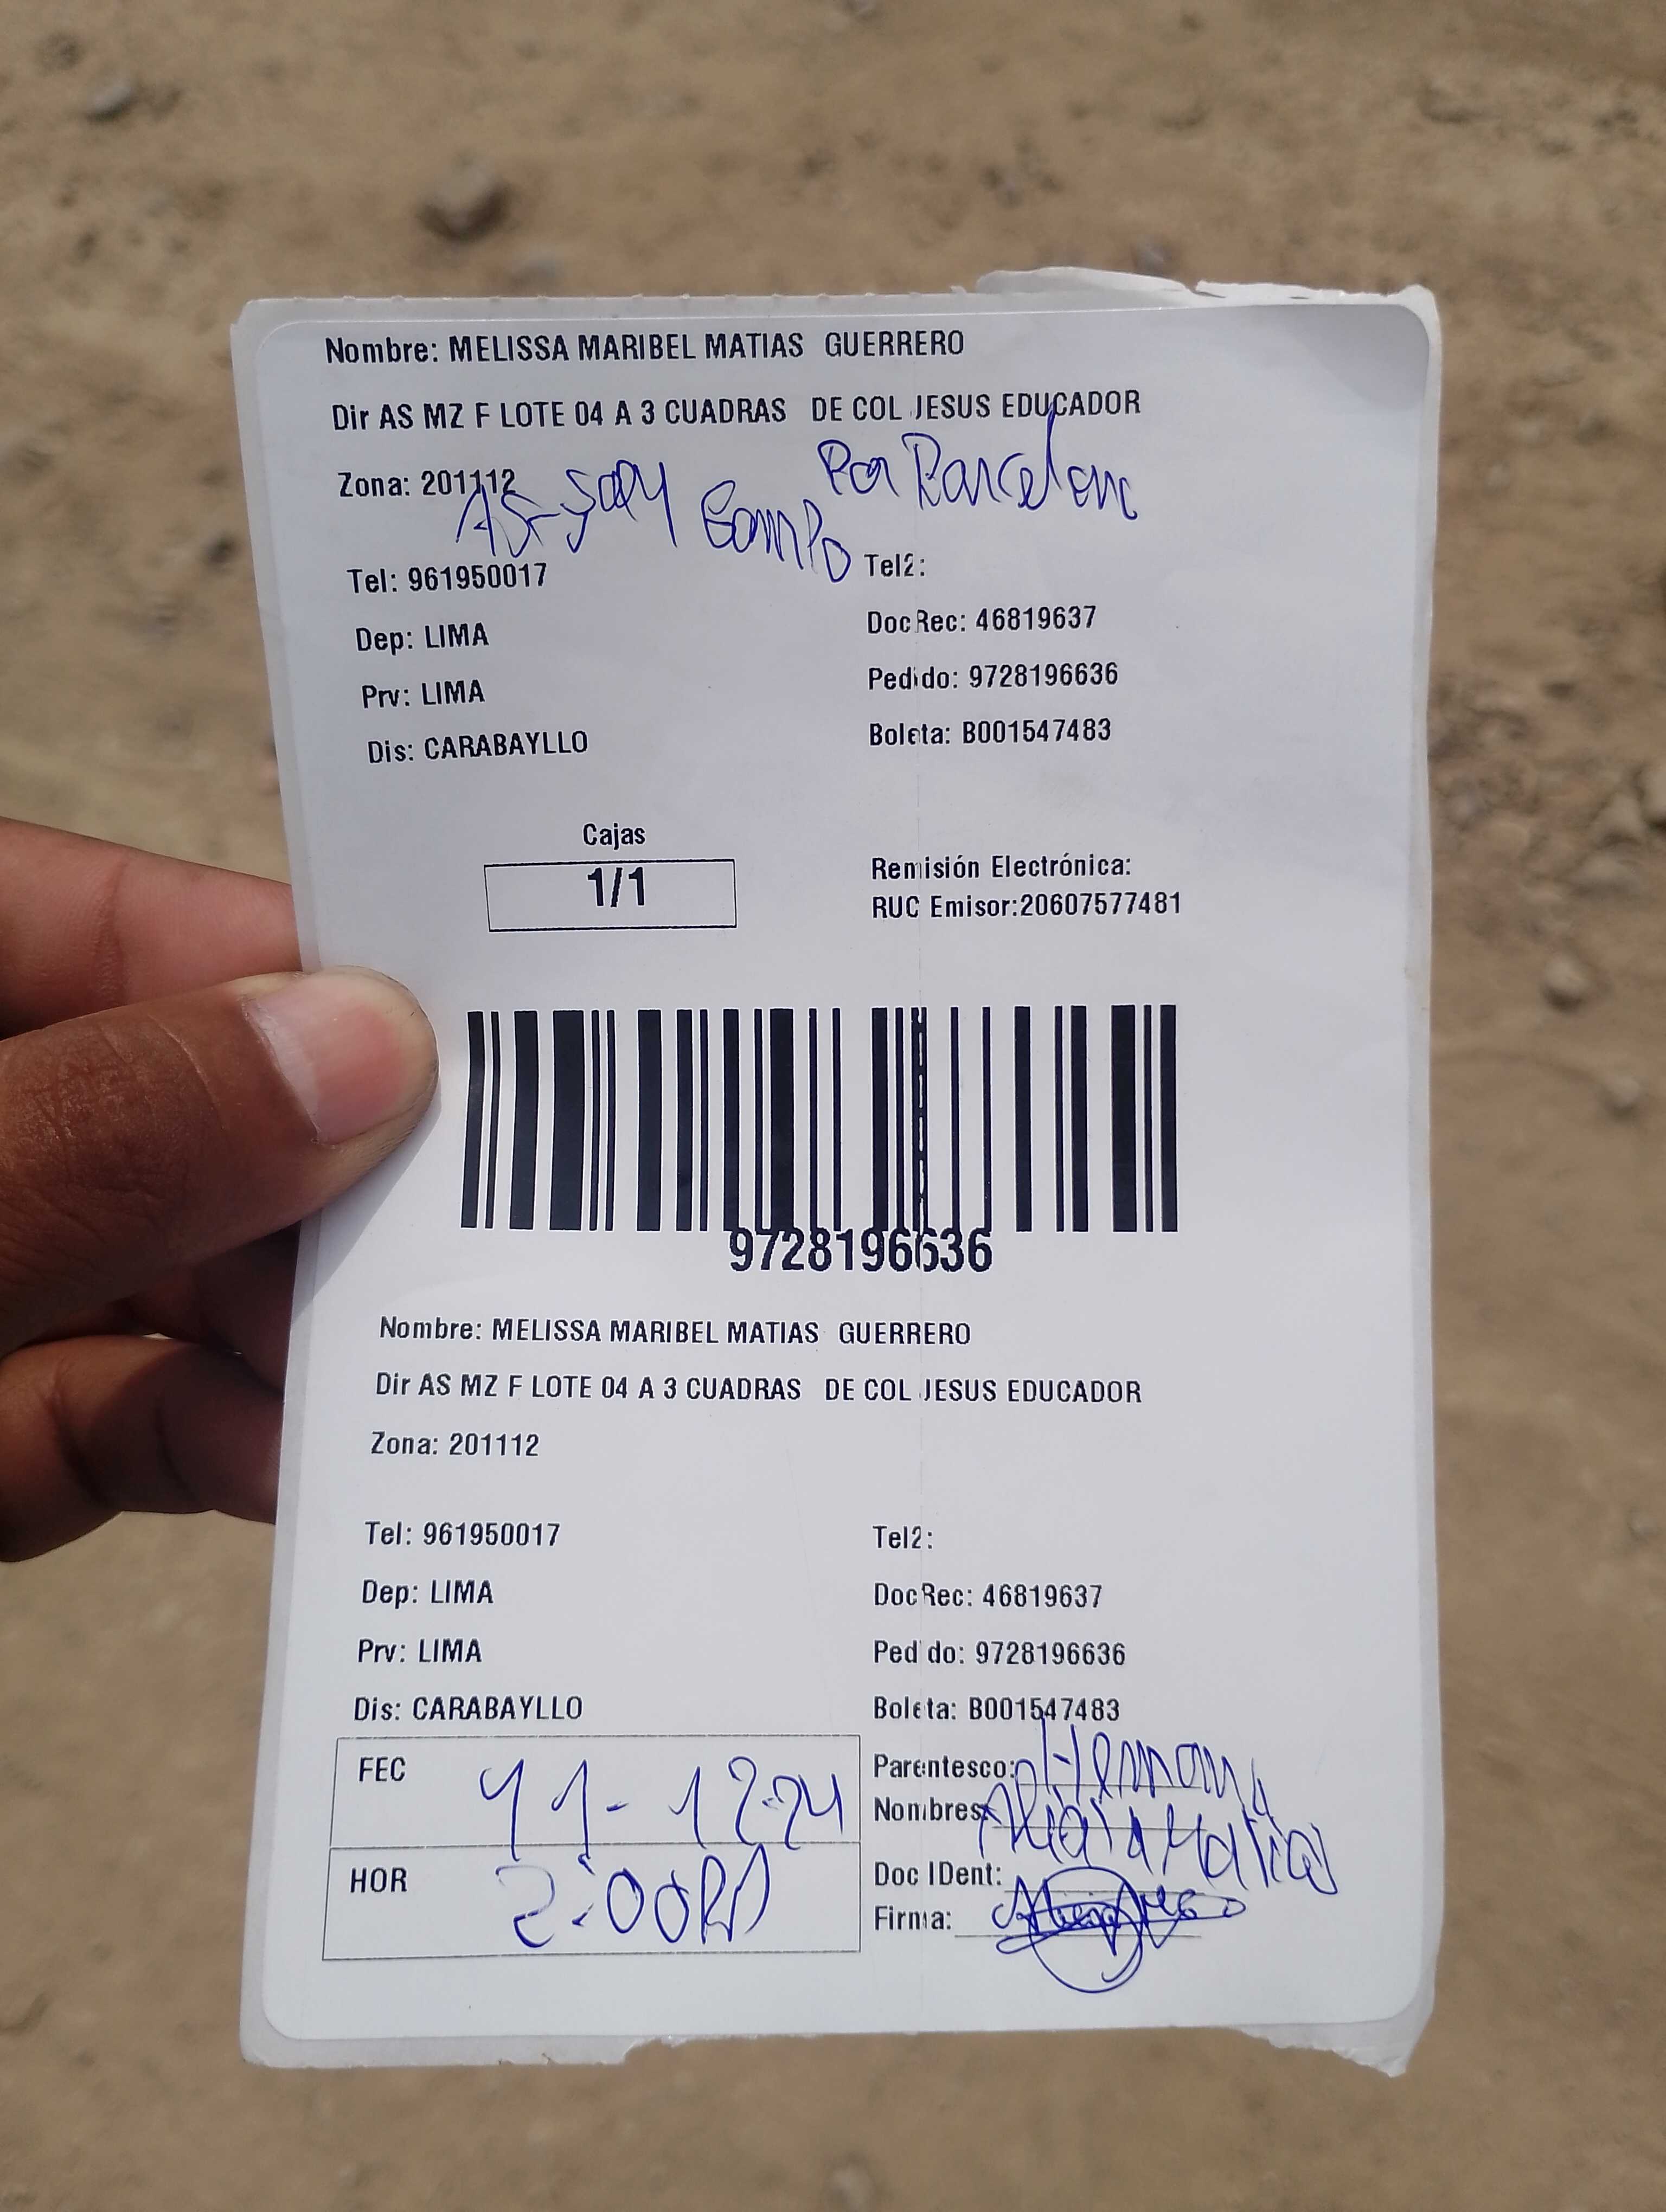 Nombre: MELISSA MARIBEL MATIAS GUERRERO
Dir AS MZ F LOTE 04 A 3 CUADRAS DE COL JESUS EDUCADOR
Por Barcelon
Zona: 201112
Tel: 961950017 Tel2:
Dep: LIMA DocRec: 46819637
Prv: LIMA Pedido: 9728196636
Dis: CARABAYLLO Boleta: B001547483
Cajas
1/1
Remisión Electrónica:
RUC Emisor:20607577481
9728196636
Nombre: MELISSA MARIBEL MATIAS GUERRERO
Dir AS MZ F LOTE 04 A 3 CUADRAS DE COL JESUS EDUCADOR
Zona: 201112
Tel: 961950017 Tel2:
Dep: LIMA DocRec: 46819637
Prv: LIMA Pedido: 9728196636
Dis: CARABAYLLO Boleta: B001547483
FEC 11-12-24
HOR 2:00
Parentesco: Hermana
Nombres: Matias
Doc IDent:
Firma: